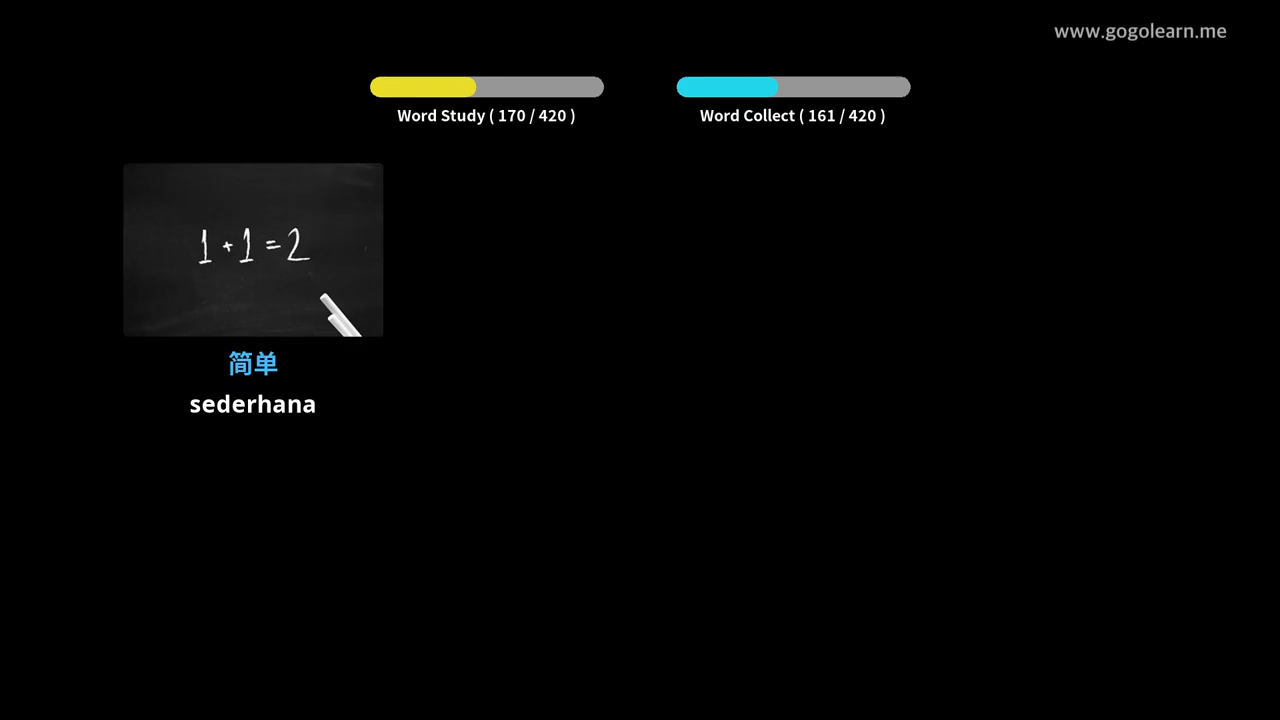 www.gogolearn.me
Word Study ( 170 / 420 )
Word Collect ( 161 / 420 )
1 + 1 = 2
简单
sederhana